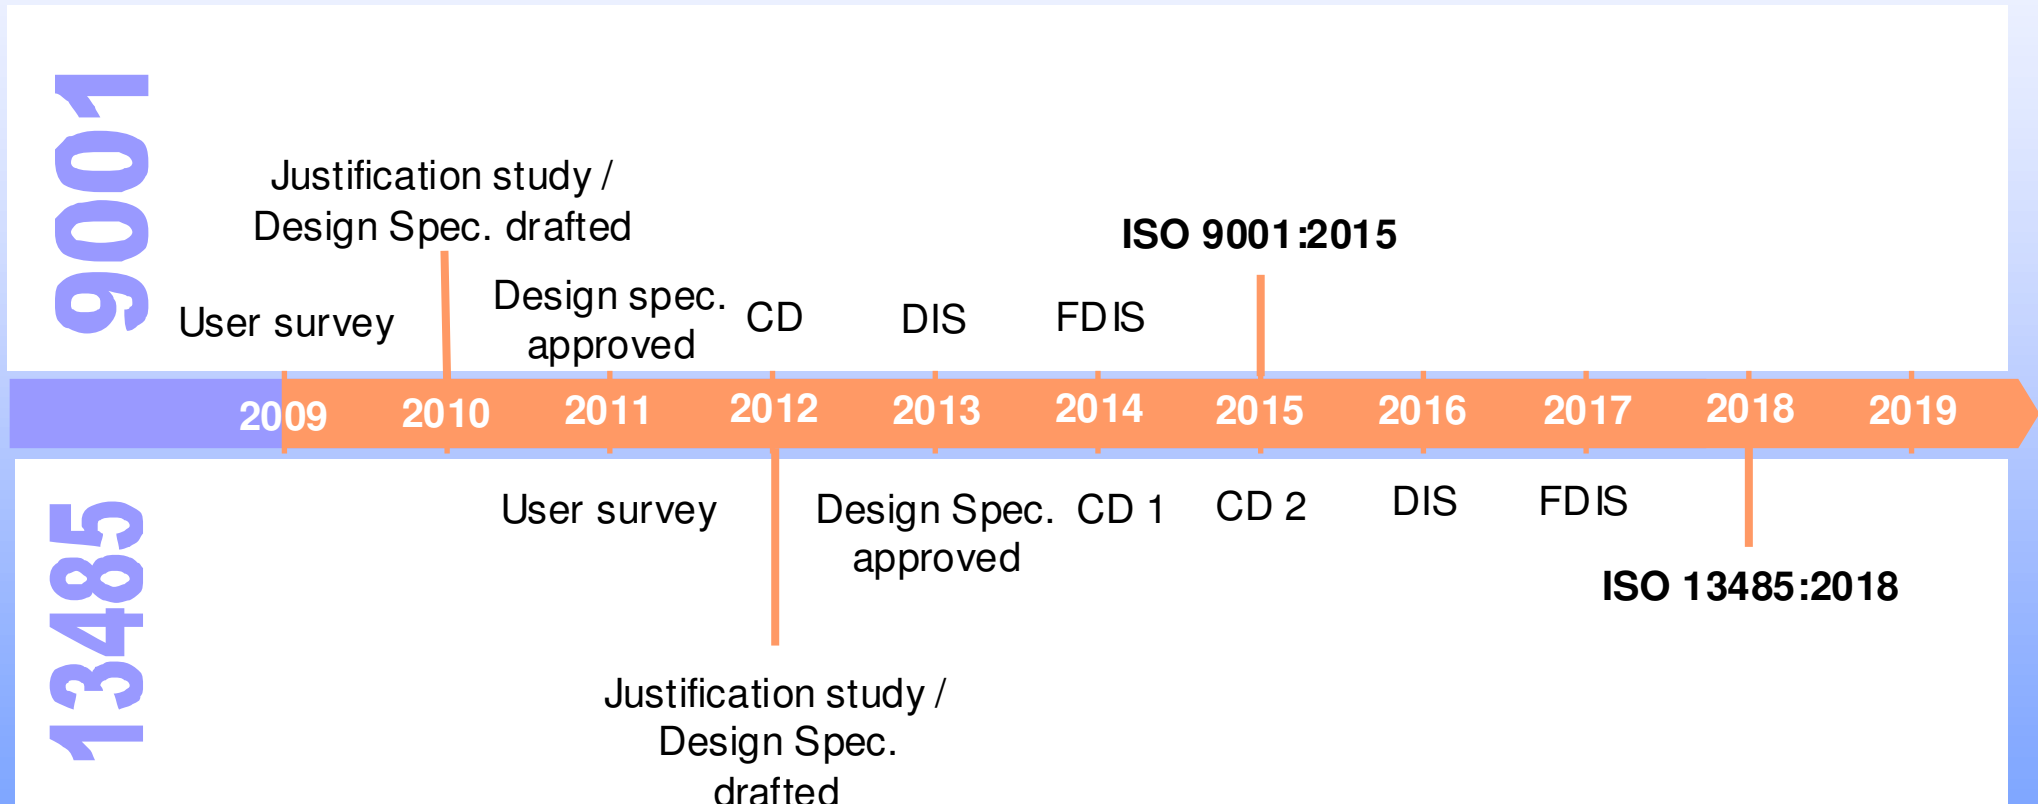 9001
Justification study /
Design Spec. drafted
ISO 9001:2015
User survey
Design spec.
approved
CD
DIS
FDIS
2009 2010 2011 2012 2013 2014 2015 2016 2017 2018 2019
13485
User survey
Design Spec.
approved
CD 1
CD 2
DIS
FDIS
ISO 13485:2018
Justification study /
Design Spec.
drafted